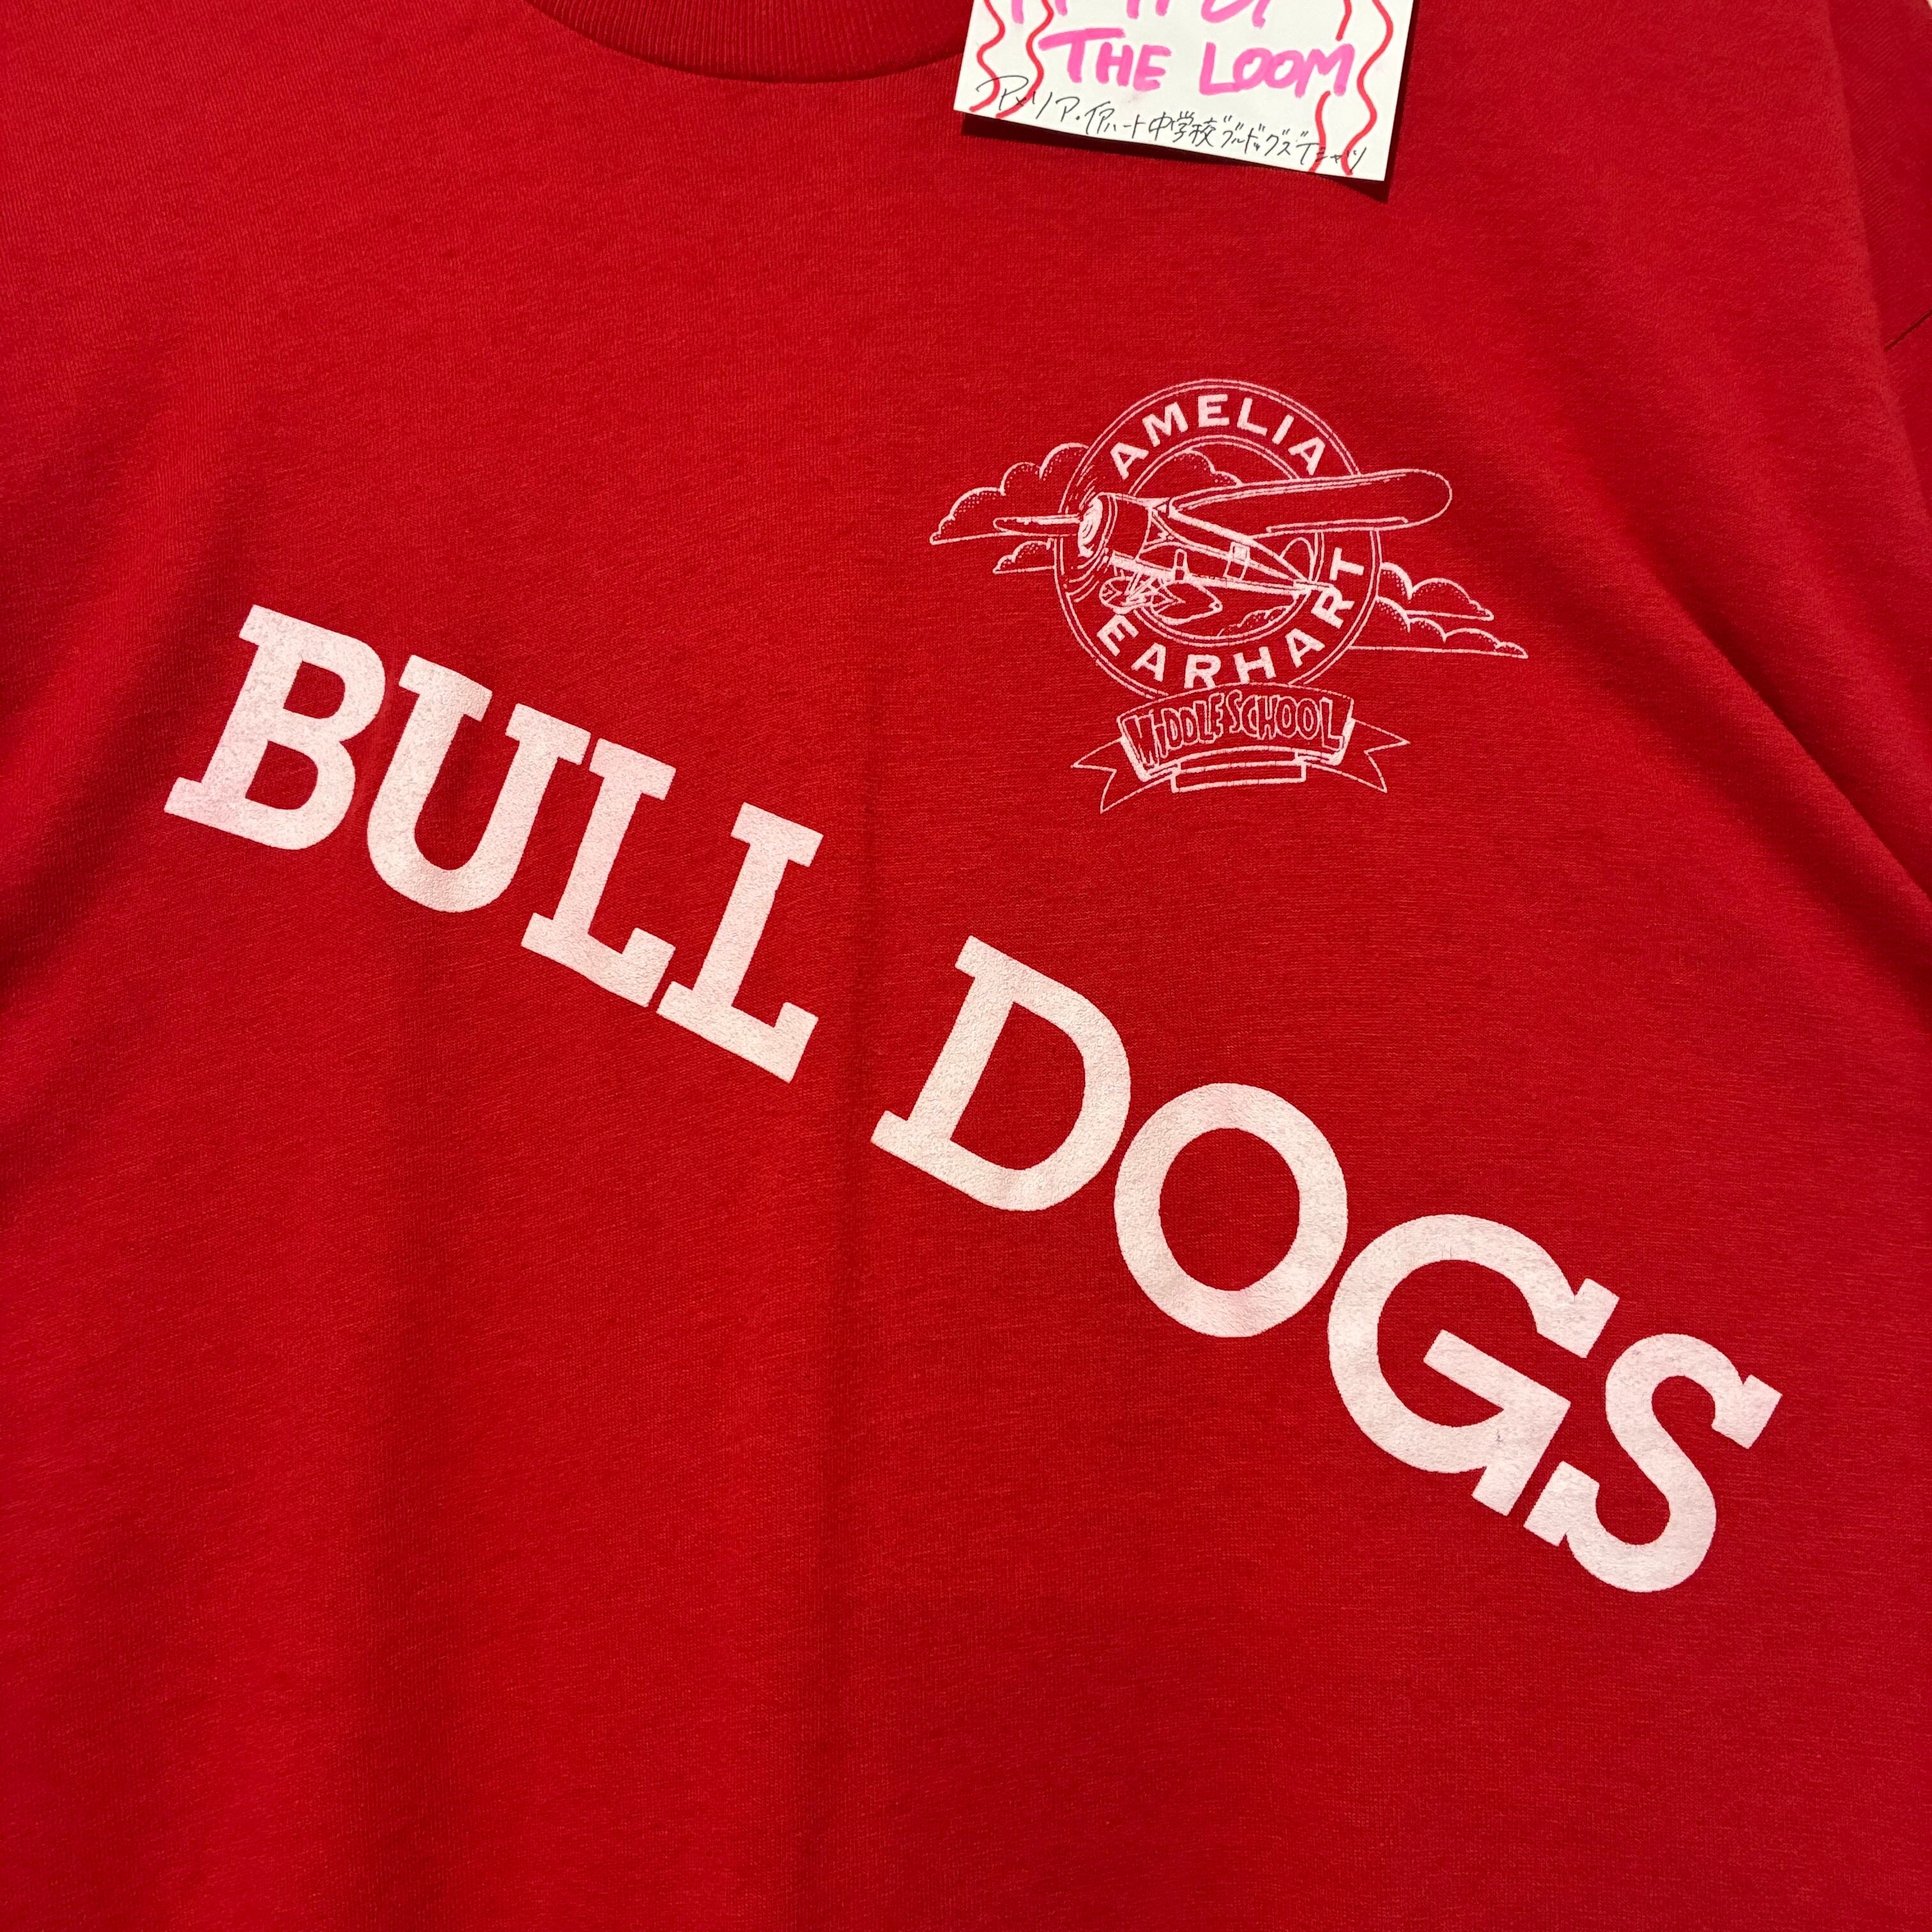 THE LOOM
アメリア・イアハート中学校ブルドッグズTシャツ
AMELIA
EARHART
MIDDLE SCHOOL
BULL DOGS